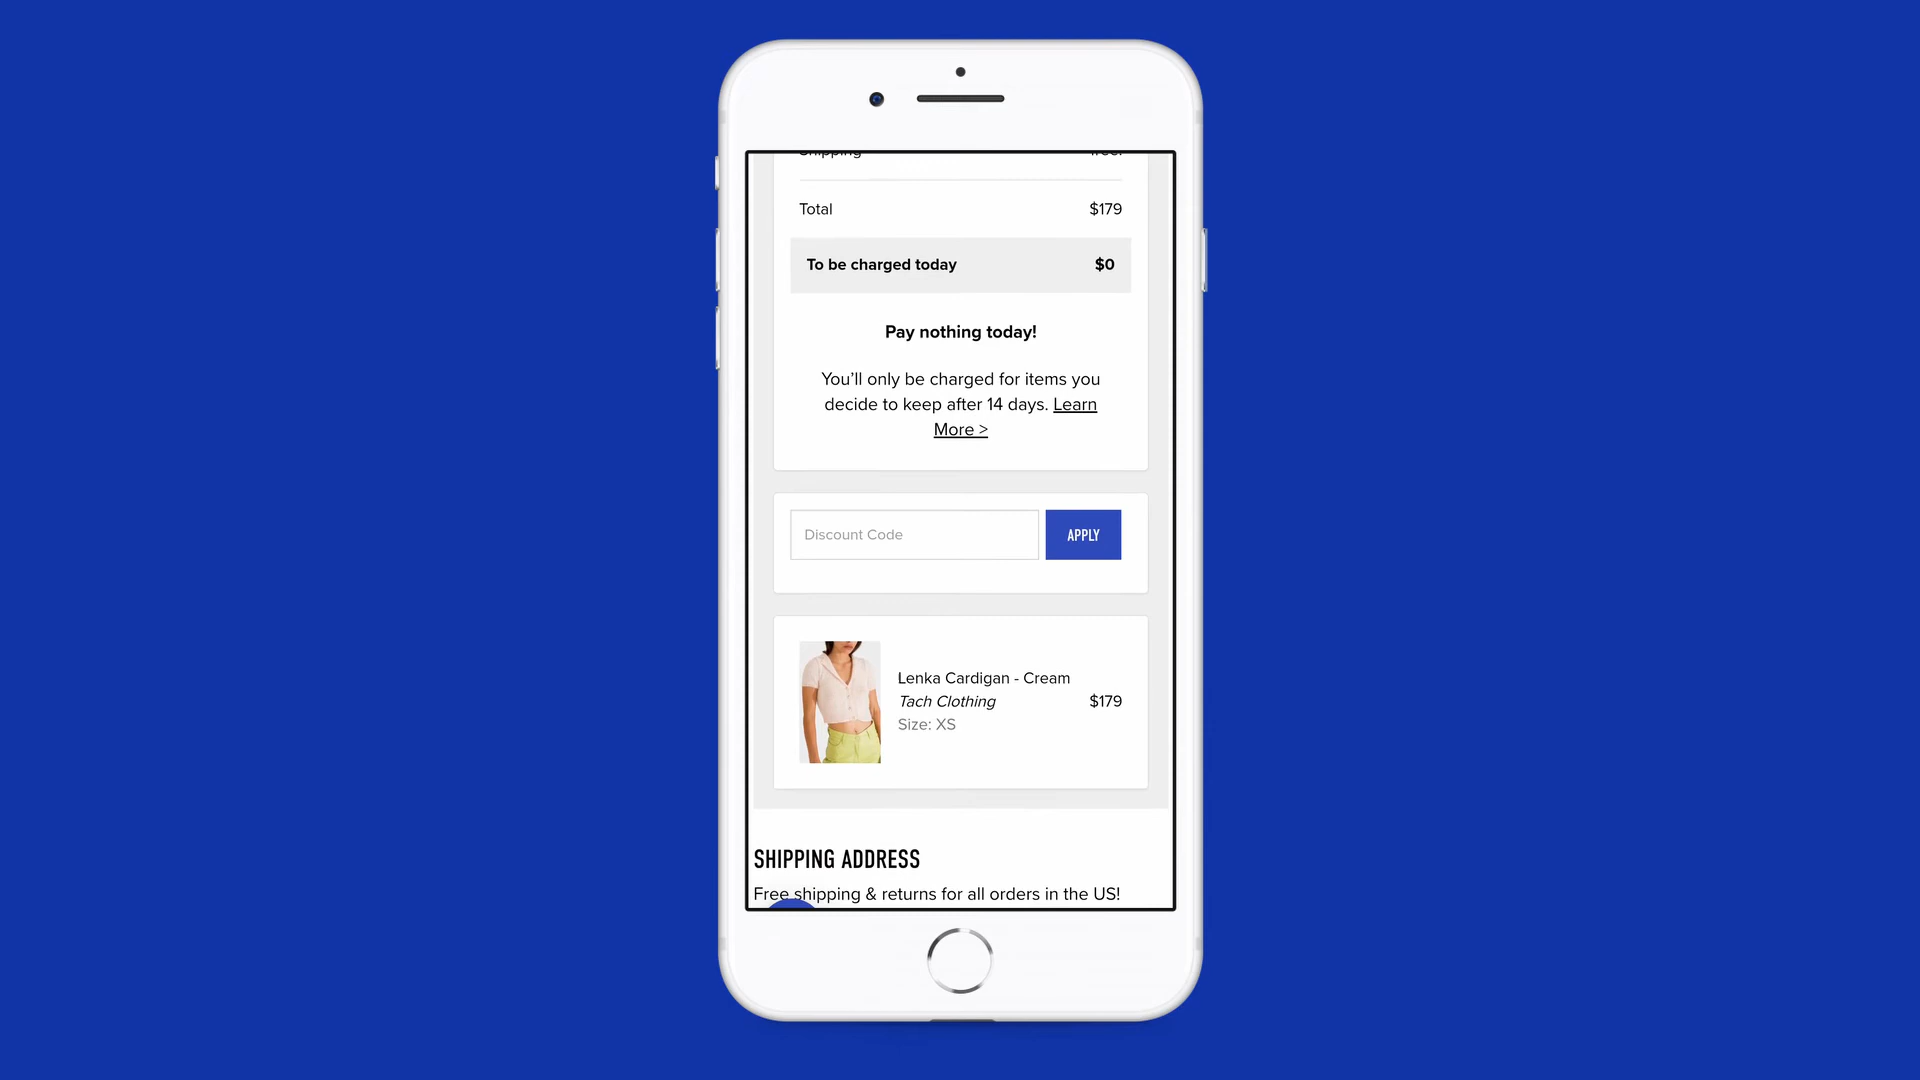 Shipping
free!
Total
$179
To be charged today
$0
Pay nothing today!
You’ll only be charged for items you
decide to keep after 14 days. Learn
More >
Discount Code
APPLY
Lenka Cardigan - Cream
Tach Clothing
$179
Size: XS
SHIPPING ADDRESS
Free shipping & returns for all orders in the US!